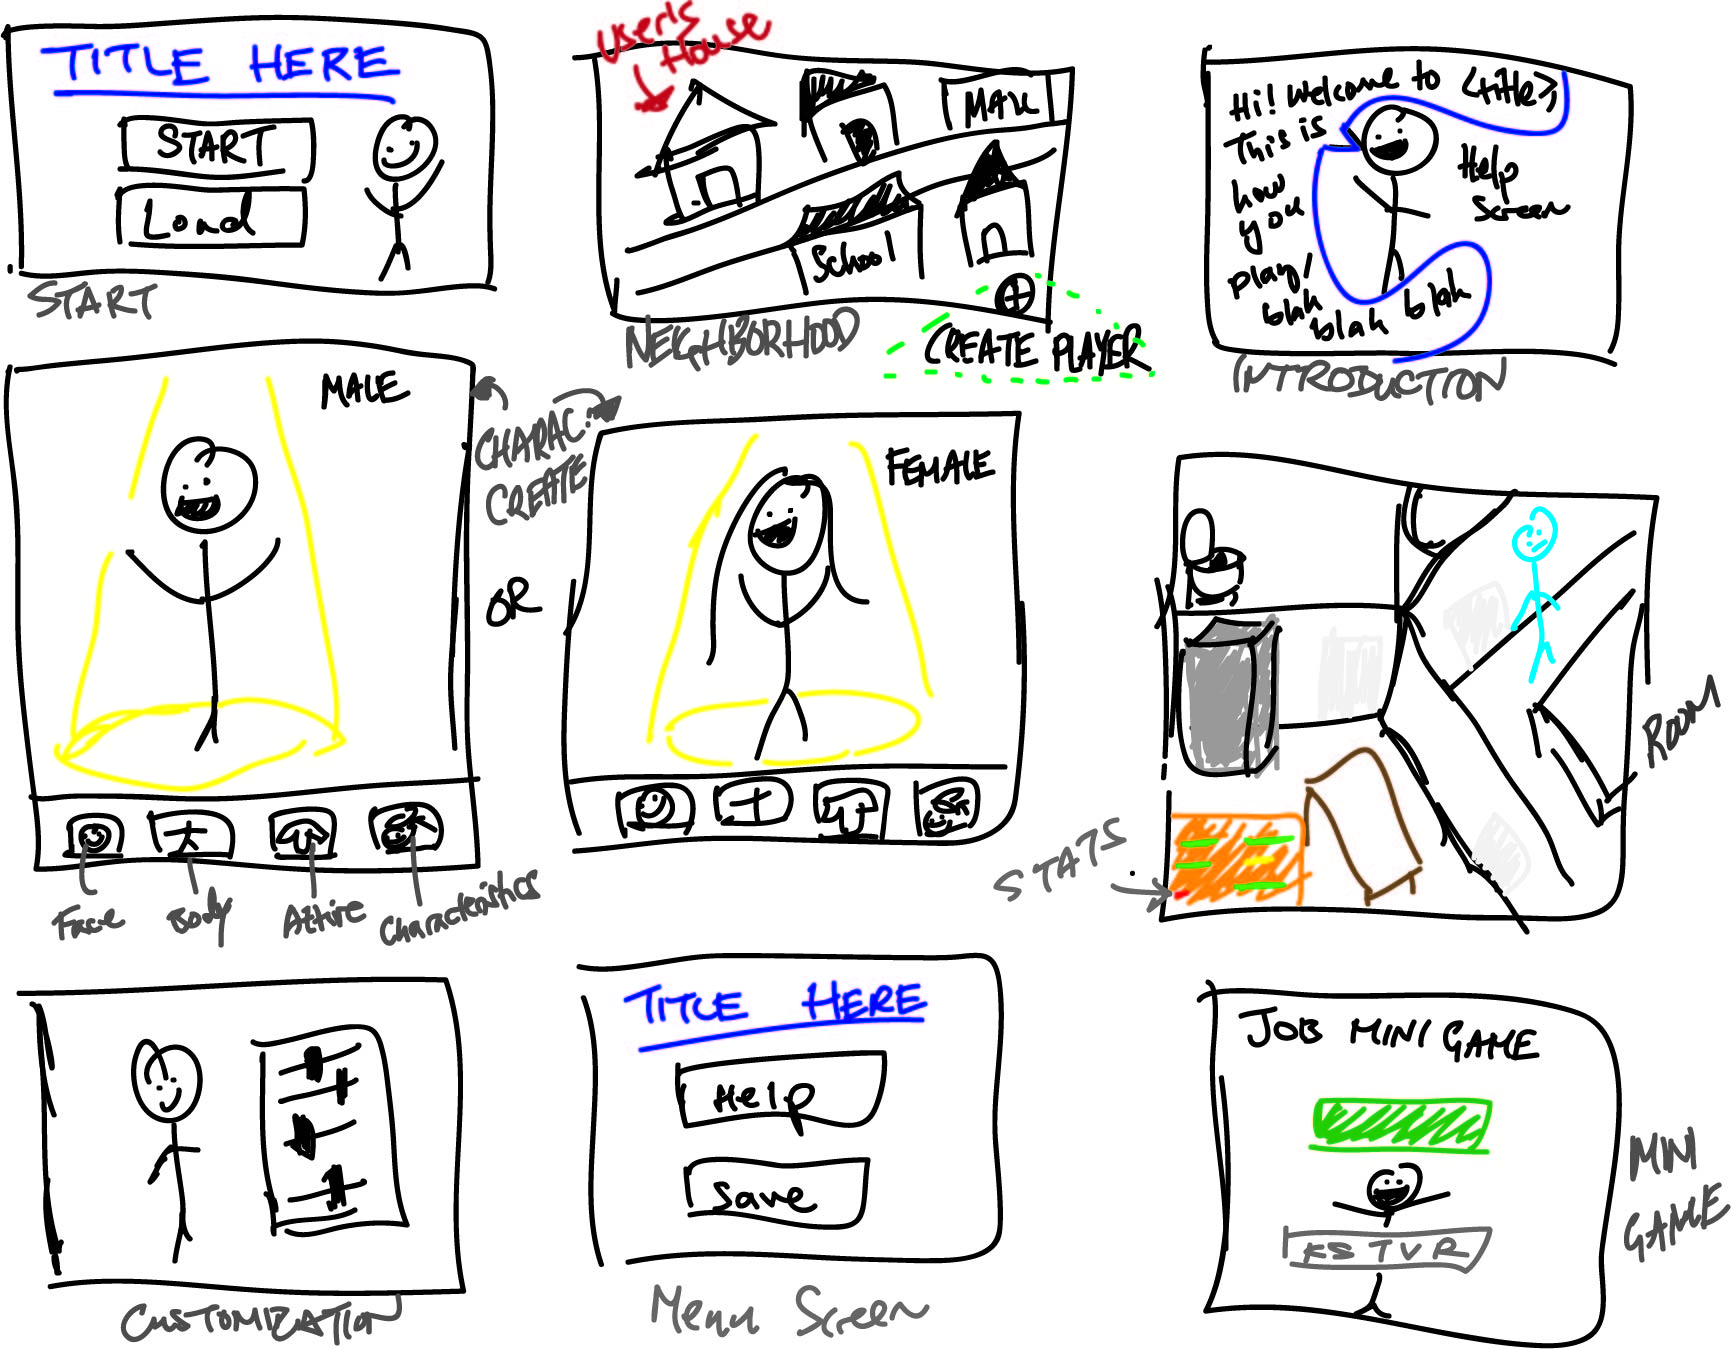 TITLE HERE
START
Load
START
User's
House
MALL
School
NEIGHBORHOOD
CREATE PLAYER
Hi! Welcome to <title>,
This is
how
you
play!
blah
blah
blah
Help
Screen
INTRODUCTION
MALE
CHARAC.
CREATE
OR
FEMALE
Face
Body
Attire
Characteristics
ROOM
STATS
CUSTOMIZATION
TITLE HERE
Help
Save
Menu Screen
JOB MINI GAME
MINI
GAME